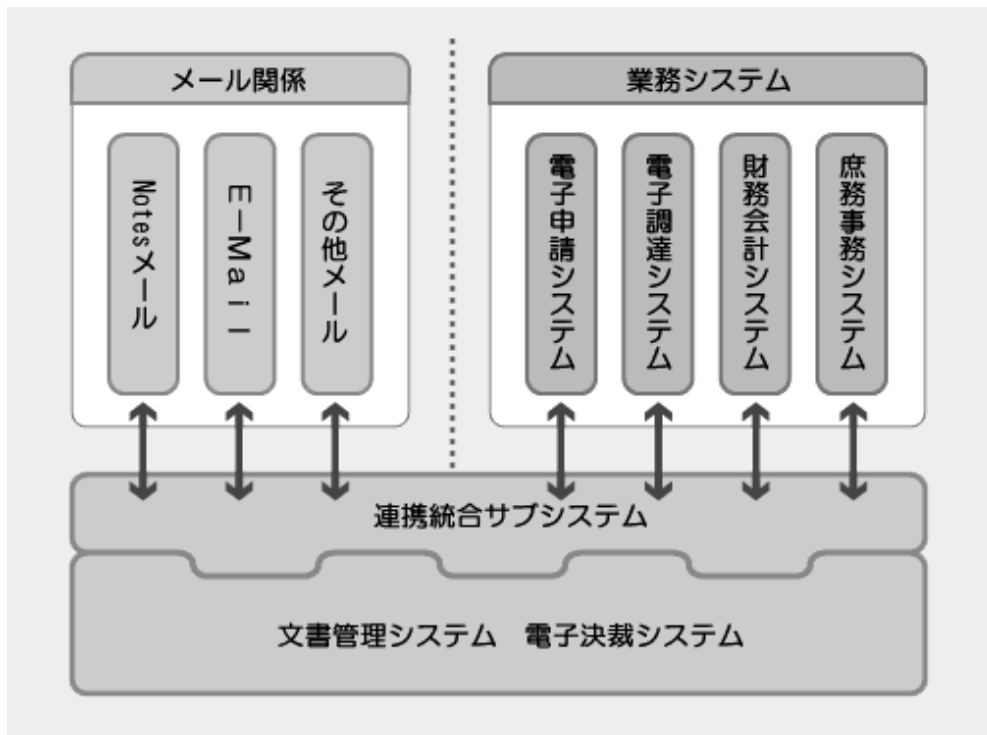 メール関係
Notesメール
E-Mail
その他メール
業務システム
電子申請システム
電子調達システム
財務会計システム
庶務事務システム
連携統合サブシステム
文書管理システム　電子決裁システム